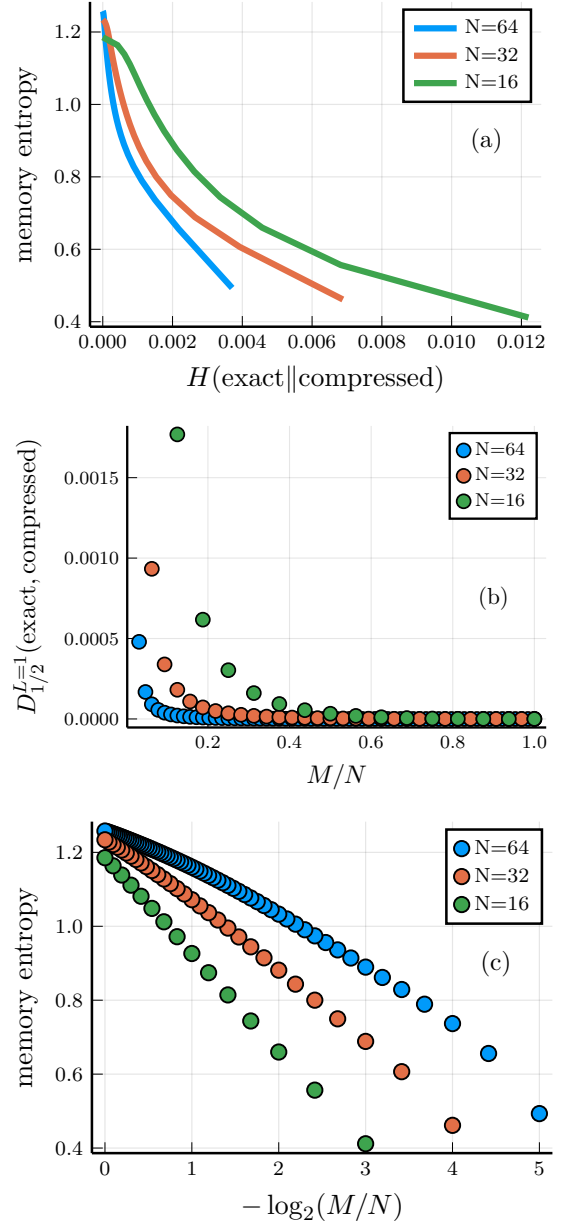 1.2
1.0
0.8
0.6
0.4
memory entropy
N=64
N=32
N=16
(a)
0.000
0.002
0.004
0.006
0.008
0.010
0.012
H(exact∥compressed)
0.0015
0.0010
0.0005
0.0000
D_{1/2}^{L=1}(exact, compressed)
N=64
N=32
N=16
(b)
0.2
0.4
0.6
0.8
1.0
M/N
1.2
1.0
0.8
0.6
0.4
memory entropy
N=64
N=32
N=16
(c)
0
1
2
3
4
5
− log₂(M/N)